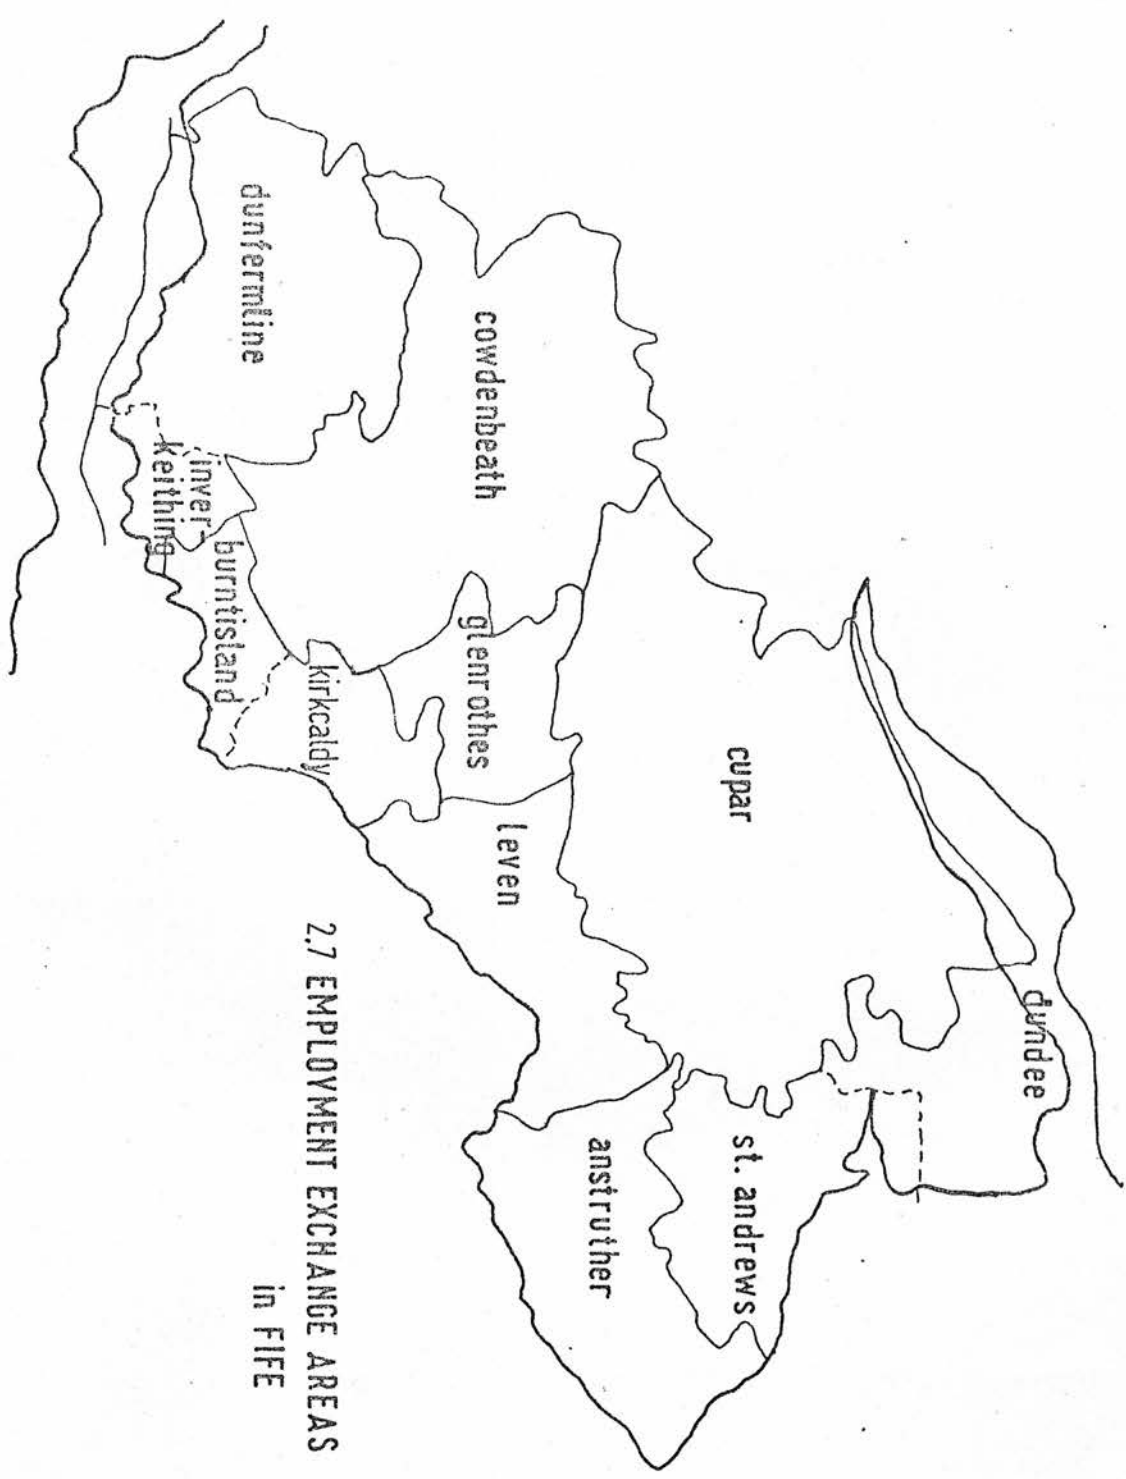 dundee
cupar
st. andrews
cowdenbeath
glenrothes
leven
anstruther
dunfermline
kirkcaldy
inver-
keithing
burntisland
2.7 EMPLOYMENT EXCHANGE AREAS
in FIFE